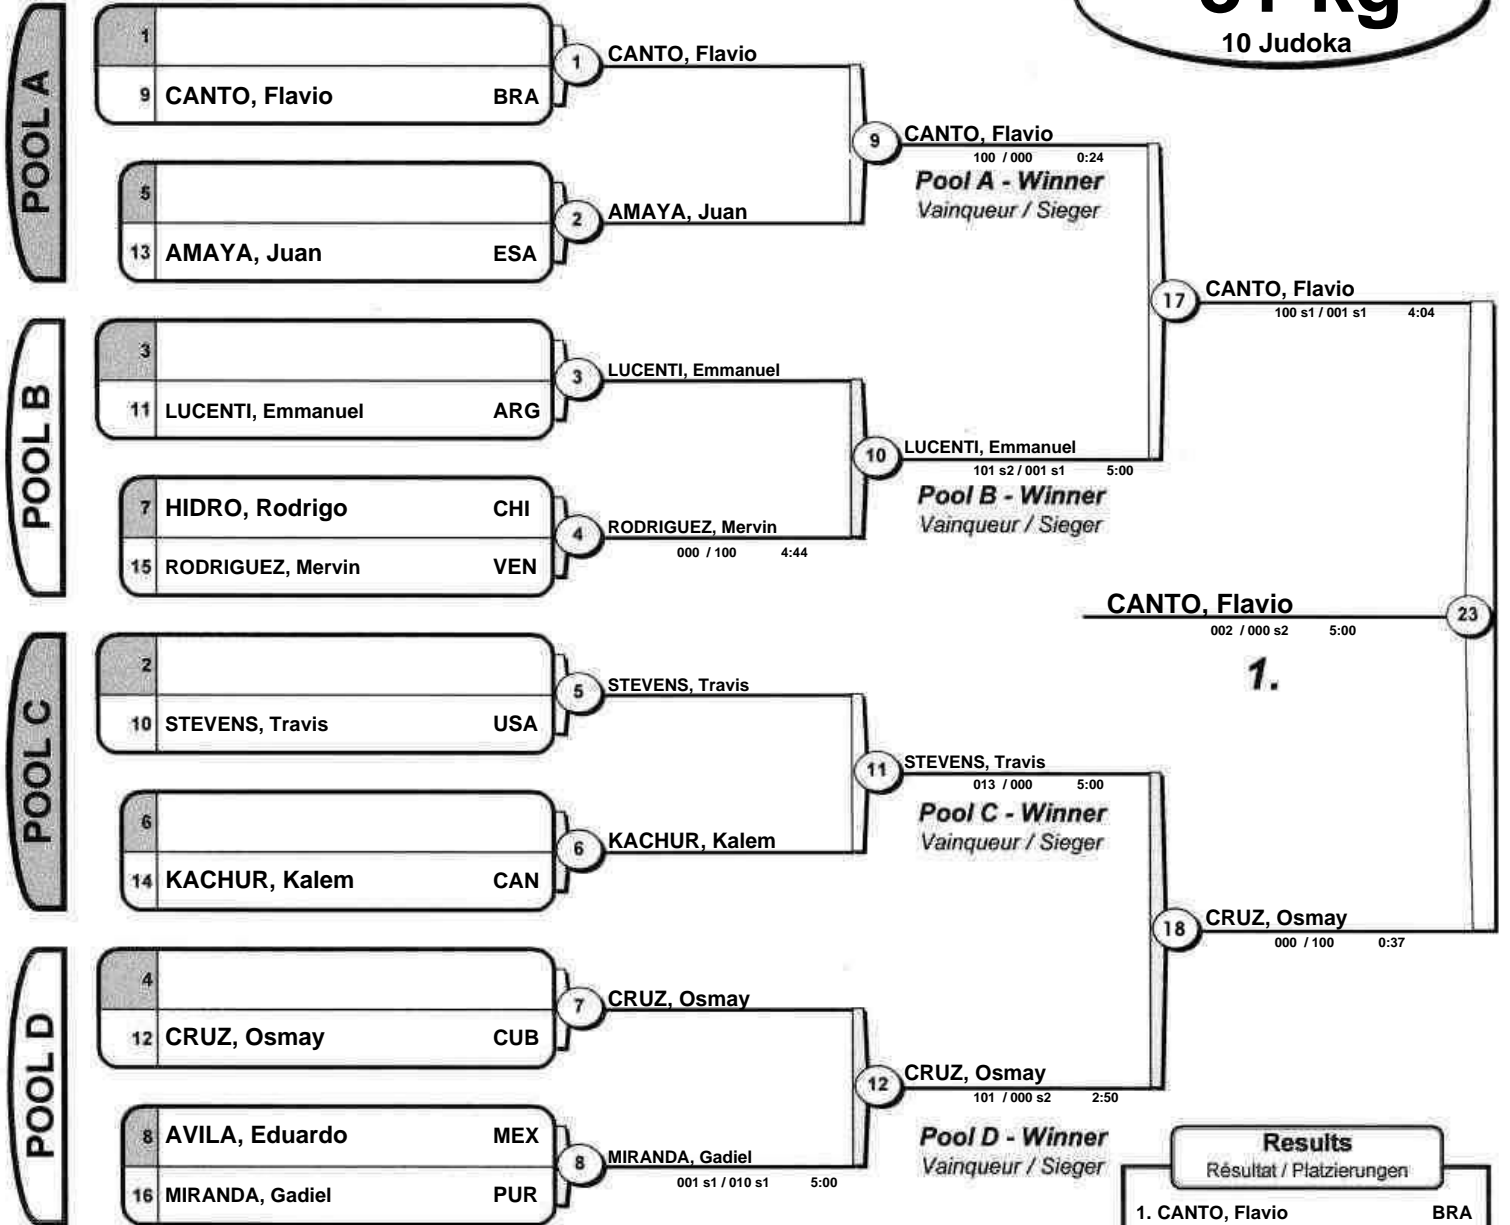 10 Judoka
POOL A
1
9 CANTO, Flavio BRA
5
13 AMAYA, Juan ESA
1 CANTO, Flavio
2 AMAYA, Juan
9 CANTO, Flavio
100 / 000 0:24
Pool A - Winner
Vainqueur / Sieger
POOL B
3
11 LUCENTI, Emmanuel ARG
7 HIDRO, Rodrigo CHI
15 RODRIGUEZ, Mervin VEN
3 LUCENTI, Emmanuel
4 RODRIGUEZ, Mervin
000 / 100 4:44
10 LUCENTI, Emmanuel
101 s2 / 001 s1 5:00
Pool B - Winner
Vainqueur / Sieger
17 CANTO, Flavio
100 s1 / 001 s1 4:04
CANTO, Flavio 23
002 / 000 s2 5:00
1.
POOL C
2
10 STEVENS, Travis USA
6
14 KACHUR, Kalem CAN
5 STEVENS, Travis
6 KACHUR, Kalem
11 STEVENS, Travis
013 / 000 5:00
Pool C - Winner
Vainqueur / Sieger
18 CRUZ, Osmay
000 / 100 0:37
POOL D
4
12 CRUZ, Osmay CUB
8 AVILA, Eduardo MEX
16 MIRANDA, Gadiel PUR
7 CRUZ, Osmay
8 MIRANDA, Gadiel
001 s1 / 010 s1 5:00
12 CRUZ, Osmay
101 / 000 s2 2:50
Pool D - Winner
Vainqueur / Sieger
Results
Résultat / Platzierungen
1. CANTO, Flavio BRA